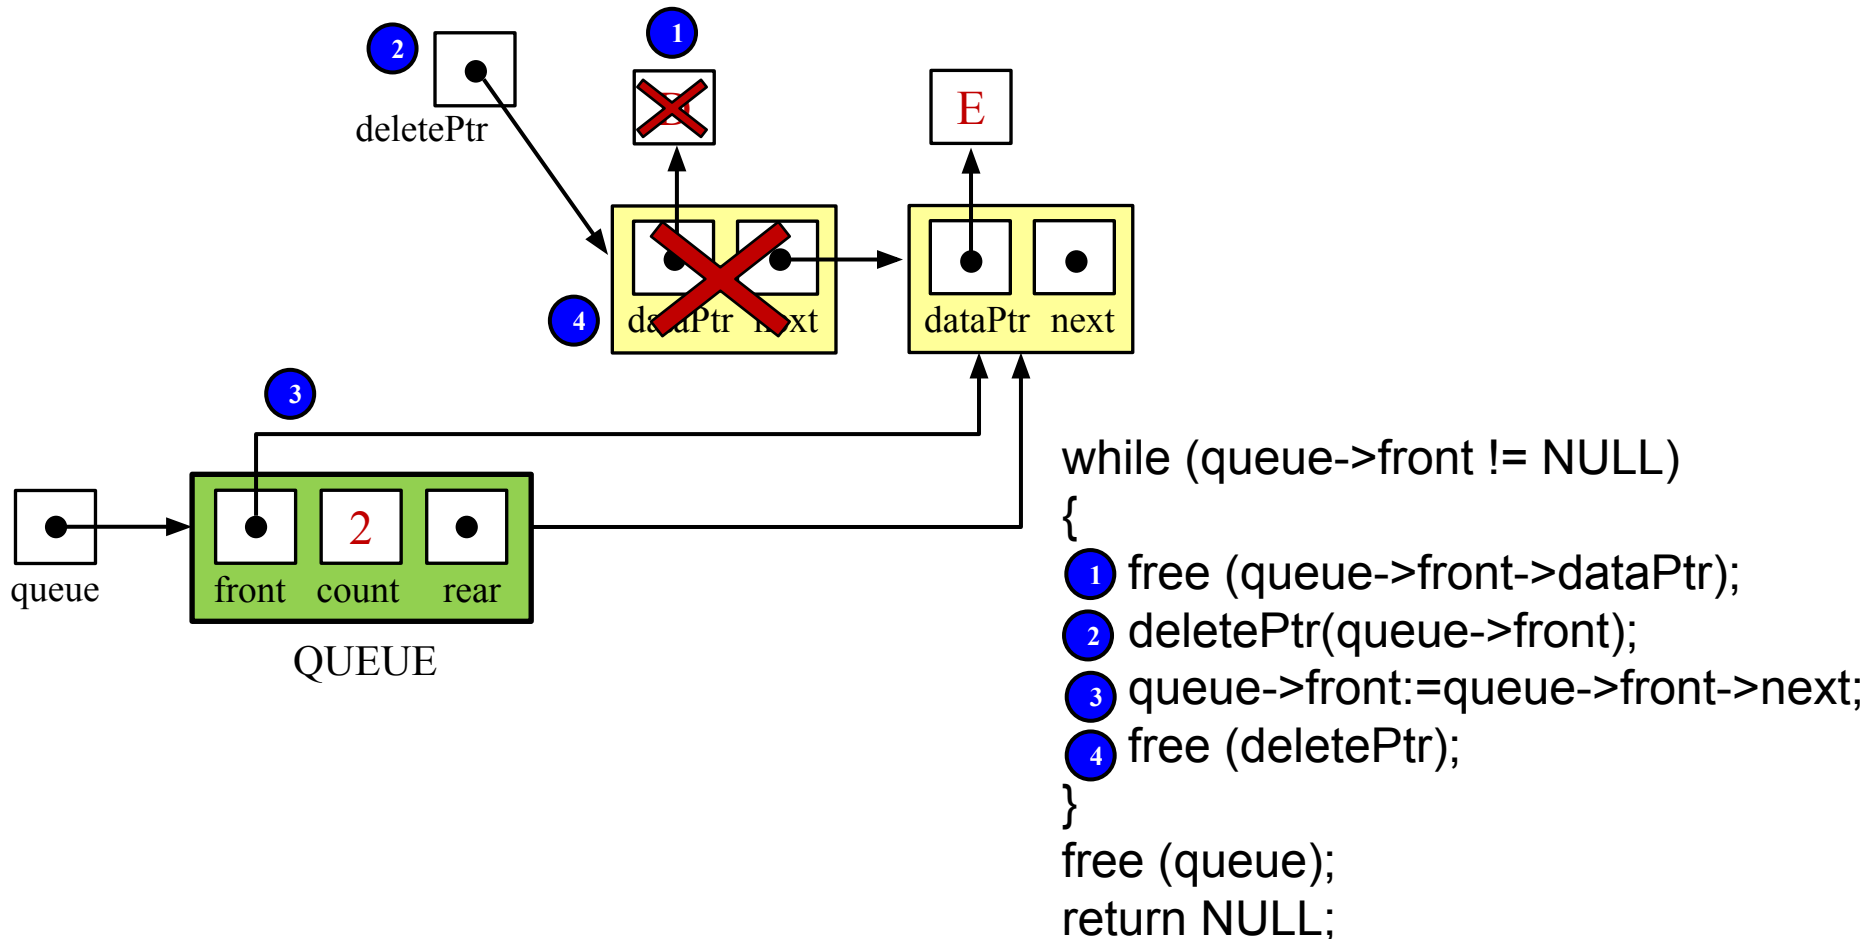 1
2
deletePtr
D
E
4
dataPtr next
dataPtr next
3
2
queue
front count rear
QUEUE
while (queue->front != NULL)
{
1 free (queue->front->dataPtr);
2 deletePtr(queue->front);
3 queue->front:=queue->front->next;
4 free (deletePtr);
}
free (queue);
return NULL;